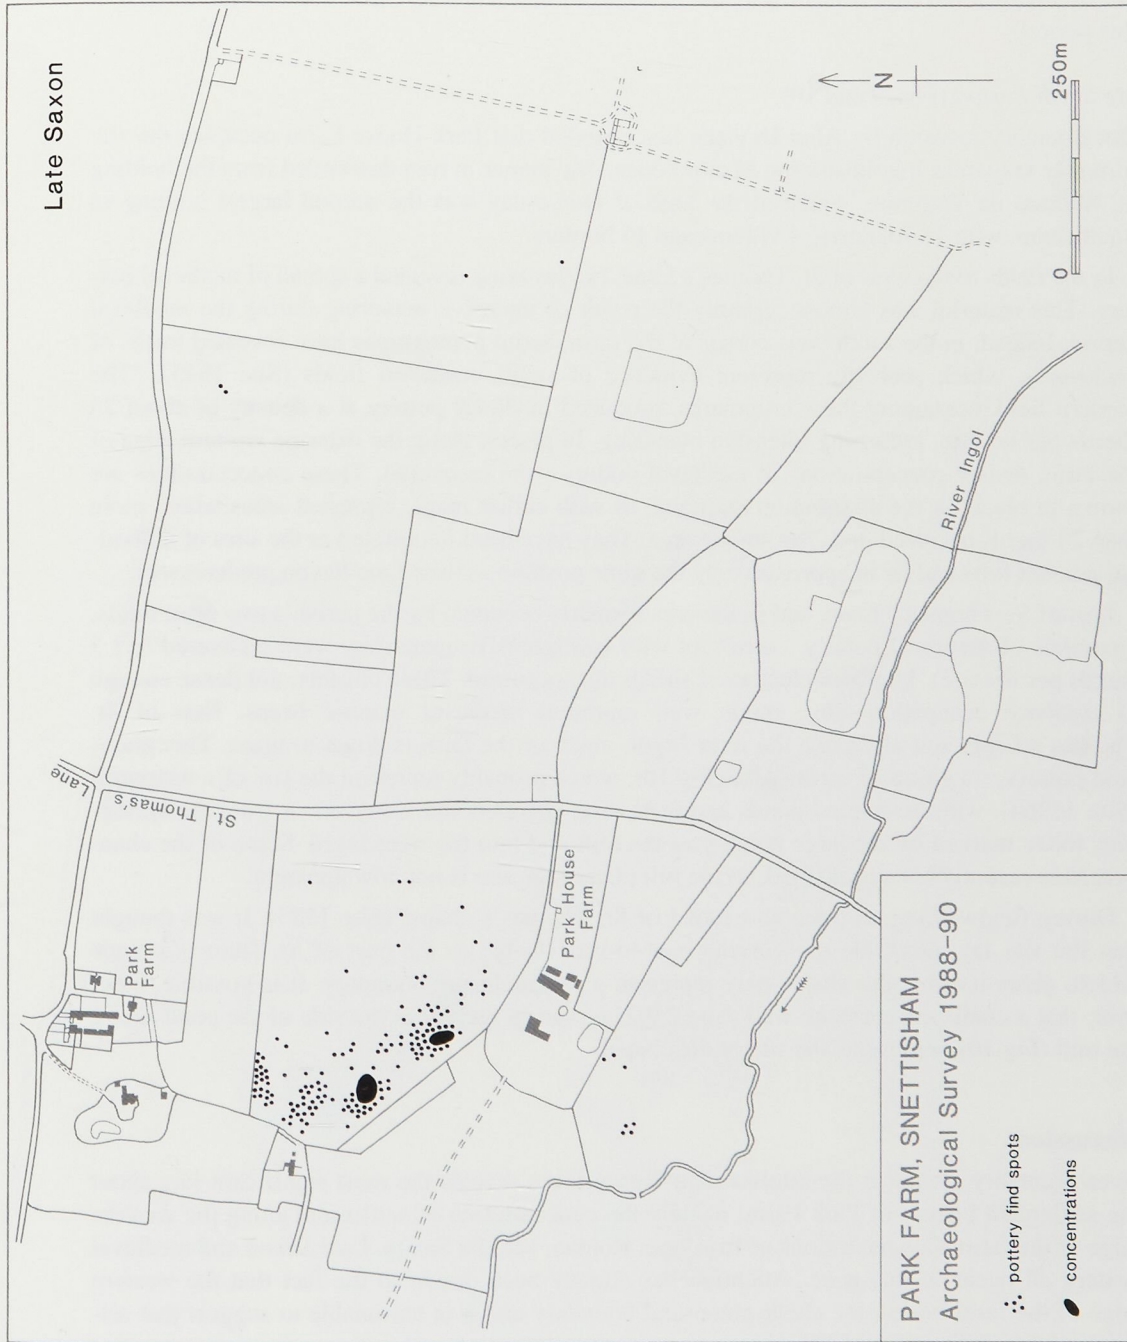 Late Saxon
St. Thomas's
Lane
Park
Farm
Park House
Farm
River Ingol
N
0 250m
PARK FARM, SNETTISHAM
Archaeological Survey 1988-90
pottery find spots
concentrations